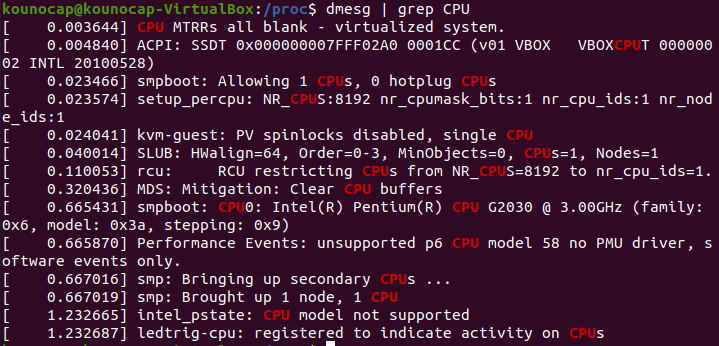 kounocap@kounocap-VirtualBox:/proc$ dmesg | grep CPU
[    0.003644] CPU MTRRs all blank - virtualized system.
[    0.004840] ACPI: SSDT 0x000000007FFF02A0 0001CC (v01 VBOX   VBOXCPUT 000000
02 INTL 20100528)
[    0.023466] smpboot: Allowing 1 CPUs, 0 hotplug CPUs
[    0.023574] setup_percpu: NR_CPUS:8192 nr_cpumask_bits:1 nr_cpu_ids:1 nr_nod
e_ids:1
[    0.024041] kvm-guest: PV spinlocks disabled, single CPU
[    0.040014] SLUB: HWalign=64, Order=0-3, MinObjects=0, CPUs=1, Nodes=1
[    0.110053] rcu:     RCU restricting CPUs from NR_CPUS=8192 to nr_cpu_ids=1.
[    0.320436] MDS: Mitigation: Clear CPU buffers
[    0.665431] smpboot: CPU0: Intel(R) Pentium(R) CPU G2030 @ 3.00GHz (family:
0x6, model: 0x3a, stepping: 0x9)
[    0.665870] Performance Events: unsupported p6 CPU model 58 no PMU driver, s
oftware events only.
[    0.667016] smp: Bringing up secondary CPUs ...
[    0.667019] smp: Brought up 1 node, 1 CPU
[    1.232665] intel_pstate: CPU model not supported
[    1.232687] ledtrig-cpu: registered to indicate activity on CPUs